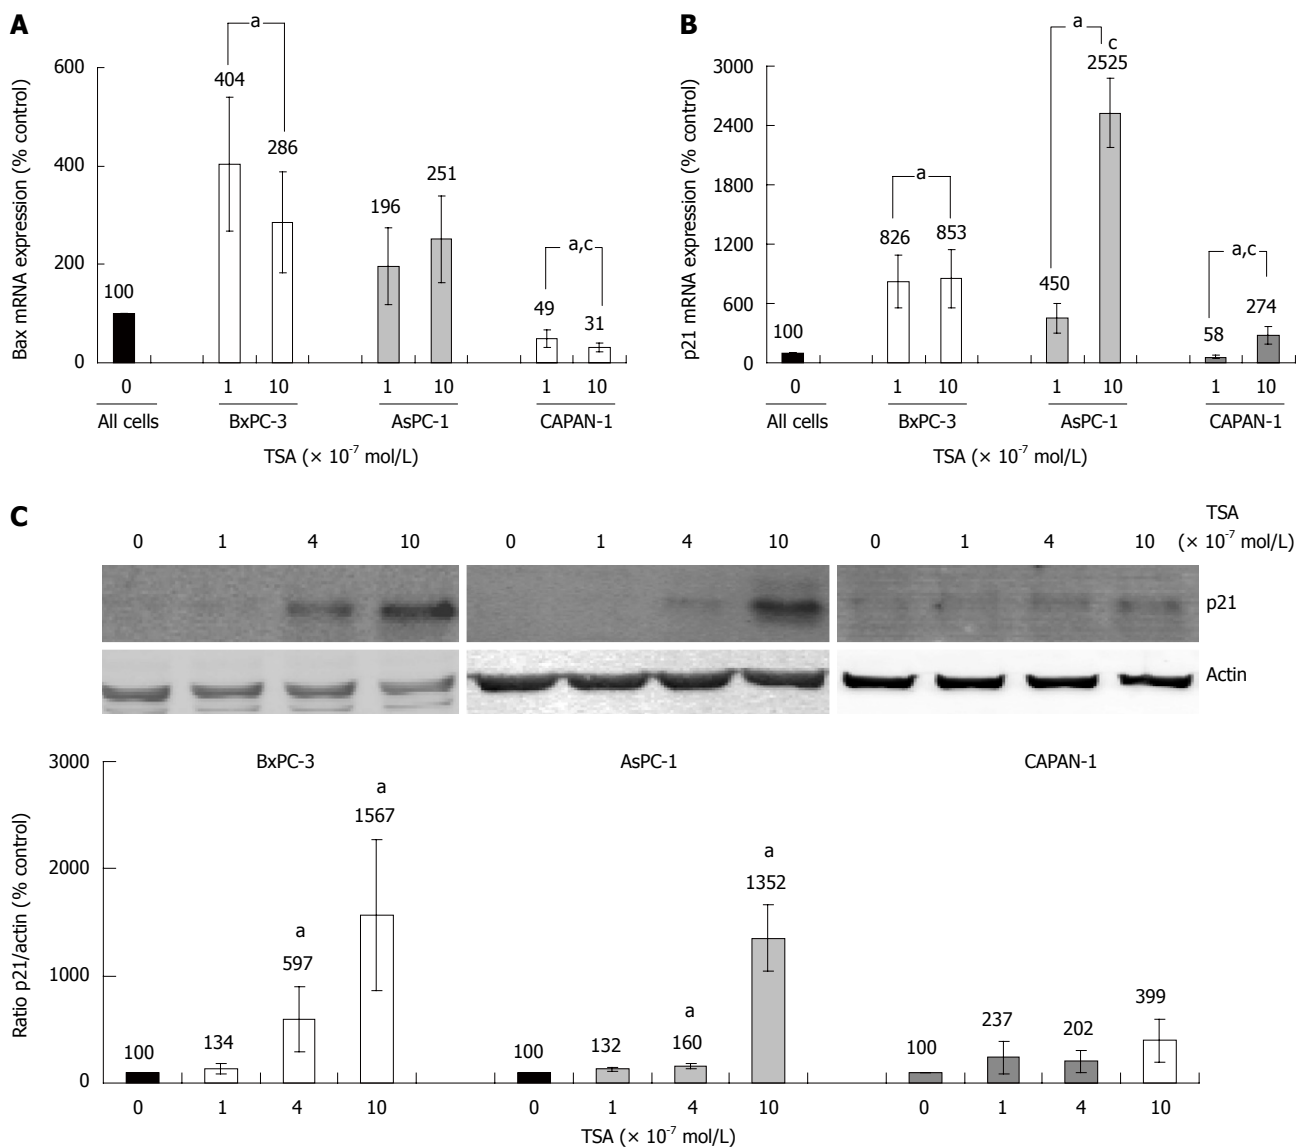 A
Bax mRNA expression (% control)
600
400
200
0
a
404
286
196
251
a,c
49
31
100
0
1 10
1 10
1 10
All cells
BxPC-3
AsPC-1
CAPAN-1
TSA (× 10-7 mol/L)
B
p21 mRNA expression (% control)
3000
2400
1800
1200
600
0
a
c
2525
a
826
853
450
a,c
274
58
100
0
1 10
1 10
1 10
All cells
BxPC-3
AsPC-1
CAPAN-1
TSA (× 10-7 mol/L)
C
TSA
(× 10-7 mol/L)
0 1 4 10
0 1 4 10
0 1 4 10
p21
Actin
BxPC-3
AsPC-1
CAPAN-1
Ratio p21/actin (% control)
3000
2000
1000
0
100
134
a
597
a
1567
100
132
a
160
a
1352
100
237
202
399
0 1 4 10
0 1 4 10
0 1 4 10
TSA (× 10-7 mol/L)